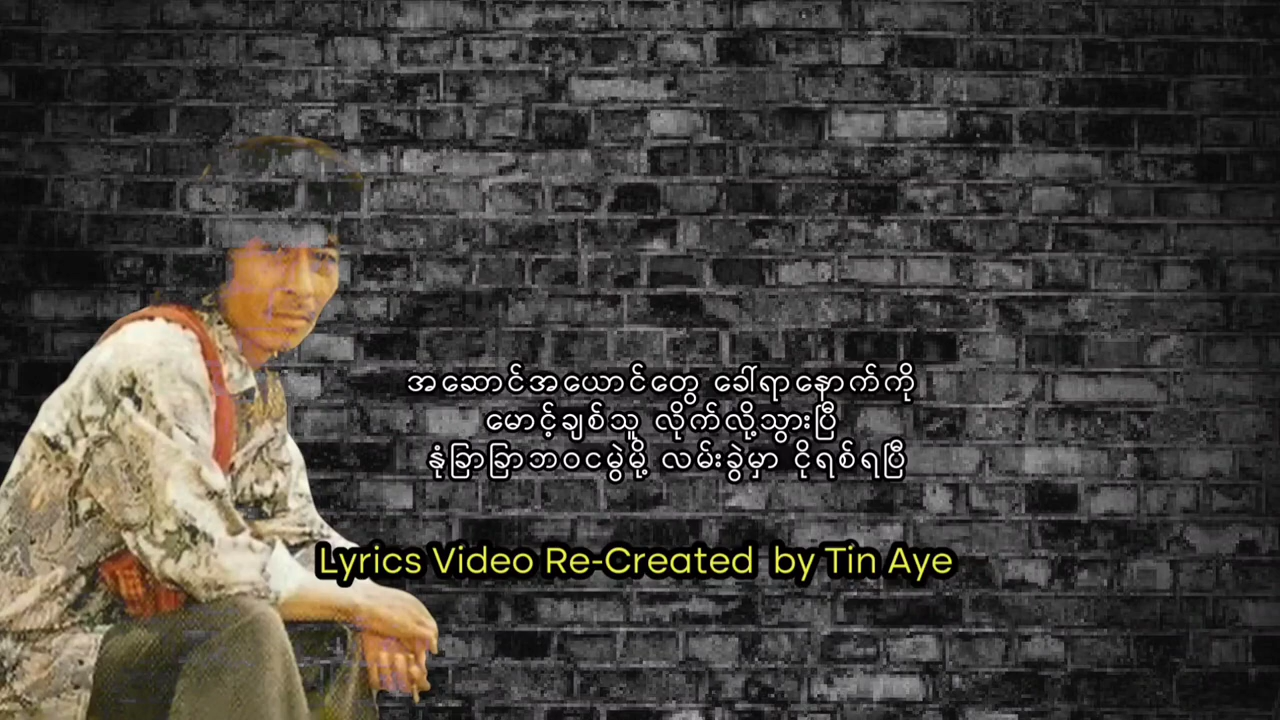 အဆောင်အယောင်တွေ ခေါ်ရာနောက်ကို
မောင့်ချစ်သူ လိုက်လို့သွားပြီ
နုံခြာခြာဘဝငမွဲမို့ လမ်းခွဲမှာ ငိုရစ်ရပြီ
Lyrics Video Re-Created by Tin Aye